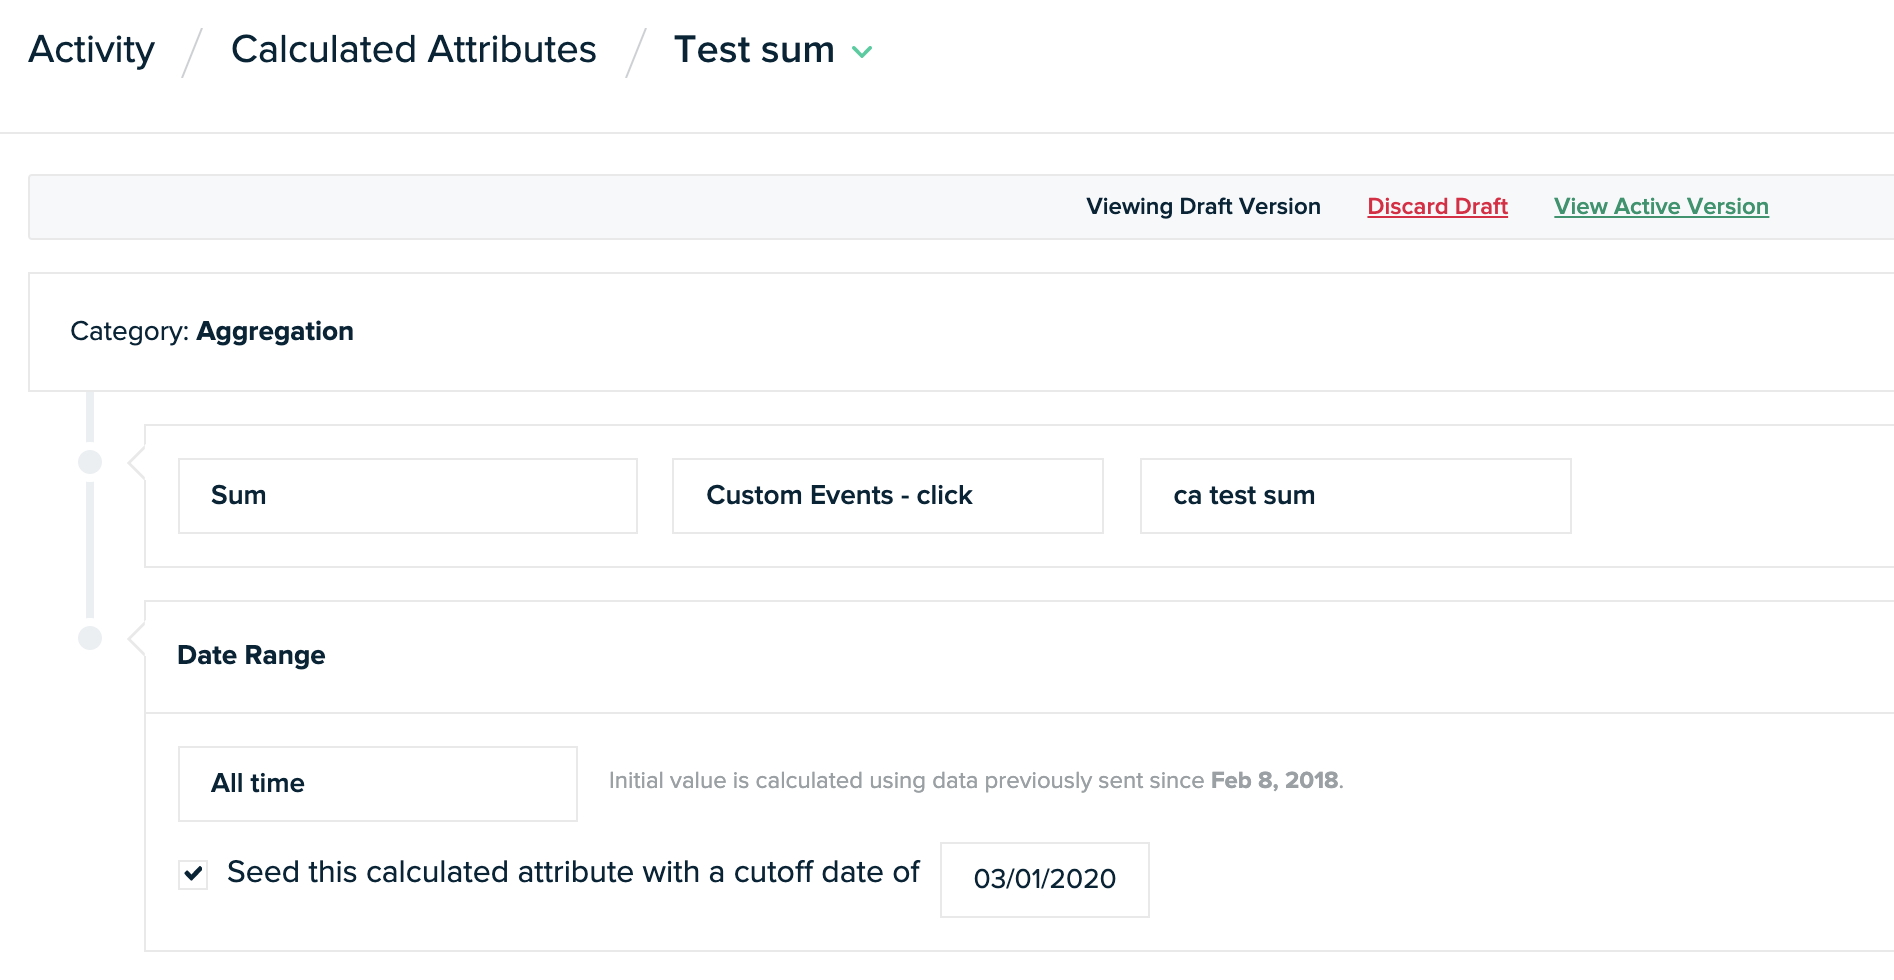 Activity / Calculated Attributes / Test sum
Viewing Draft Version Discard Draft View Active Version
Category: Aggregation
Sum Custom Events - click ca test sum
Date Range
All time Initial value is calculated using data previously sent since Feb 8, 2018.
Seed this calculated attribute with a cutoff date of 03/01/2020